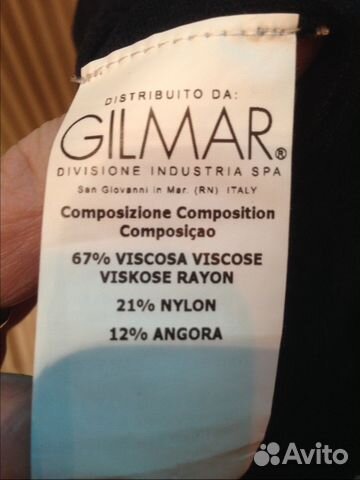 DISTRIBUITO DA:
GILMAR®
DIVISIONE INDUSTRIA SPA
San Giovanni in Mar. (RN) ITALY
Composizione Composition
Composiçao
67% VISCOSA VISCOSE
VISKOSE RAYON
21% NYLON
12% ANGORA
Avito